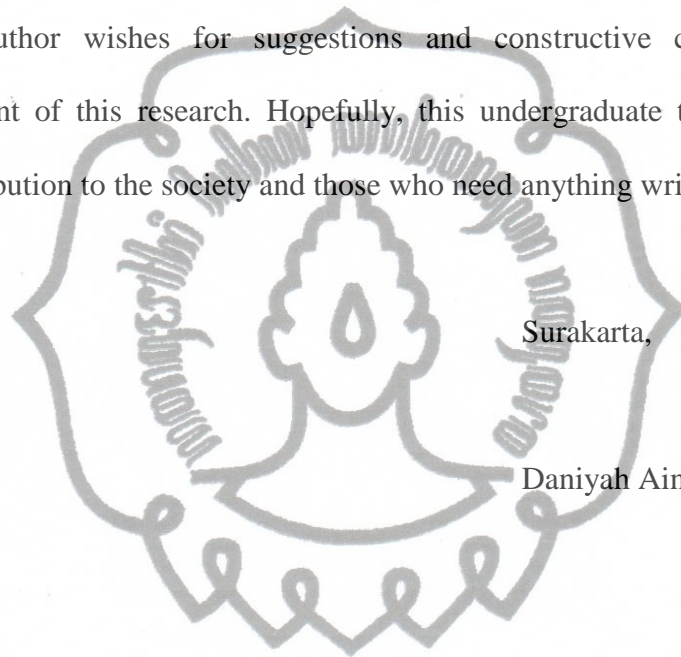 uthor wishes for suggestions and constructive c
nt of this research. Hopefully, this undergraduate t
bution to the society and those who need anything wri
Surakarta,
Daniyah Ain